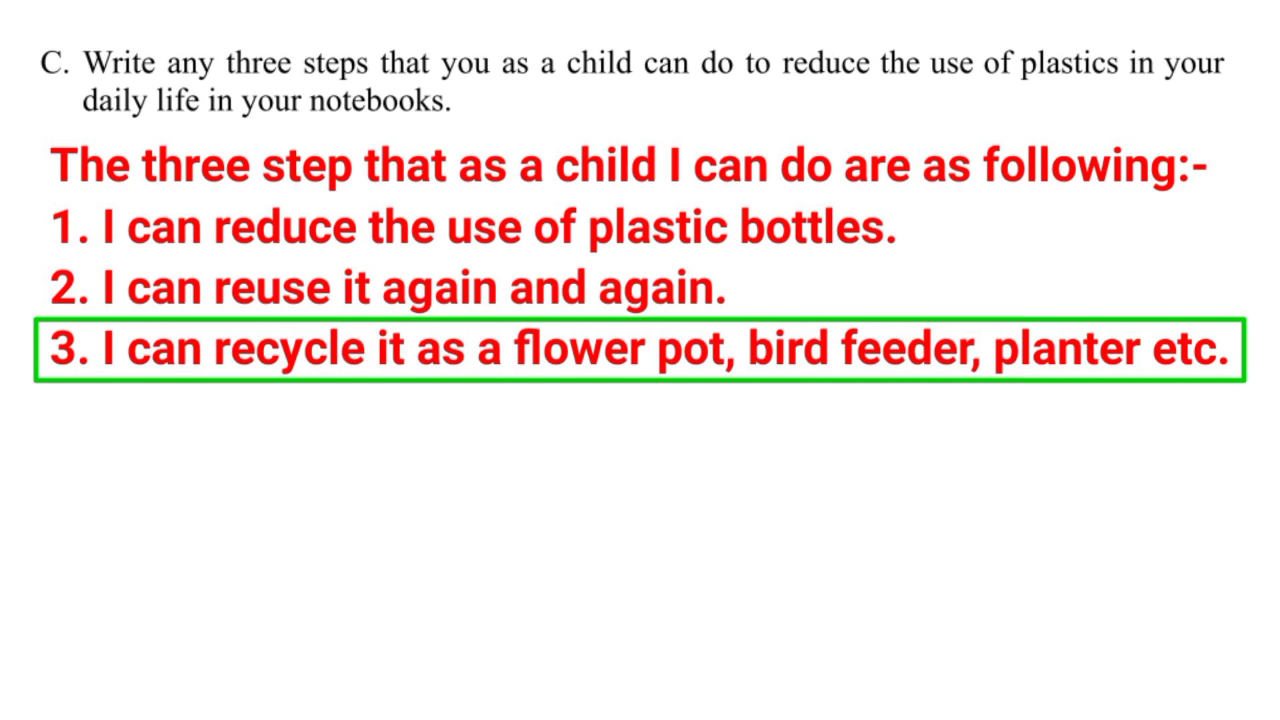 C. Write any three steps that you as a child can do to reduce the use of plastics in your
daily life in your notebooks.
The three step that as a child I can do are as following:-
1. I can reduce the use of plastic bottles.
2. I can reuse it again and again.
3. I can recycle it as a flower pot, bird feeder, planter etc.